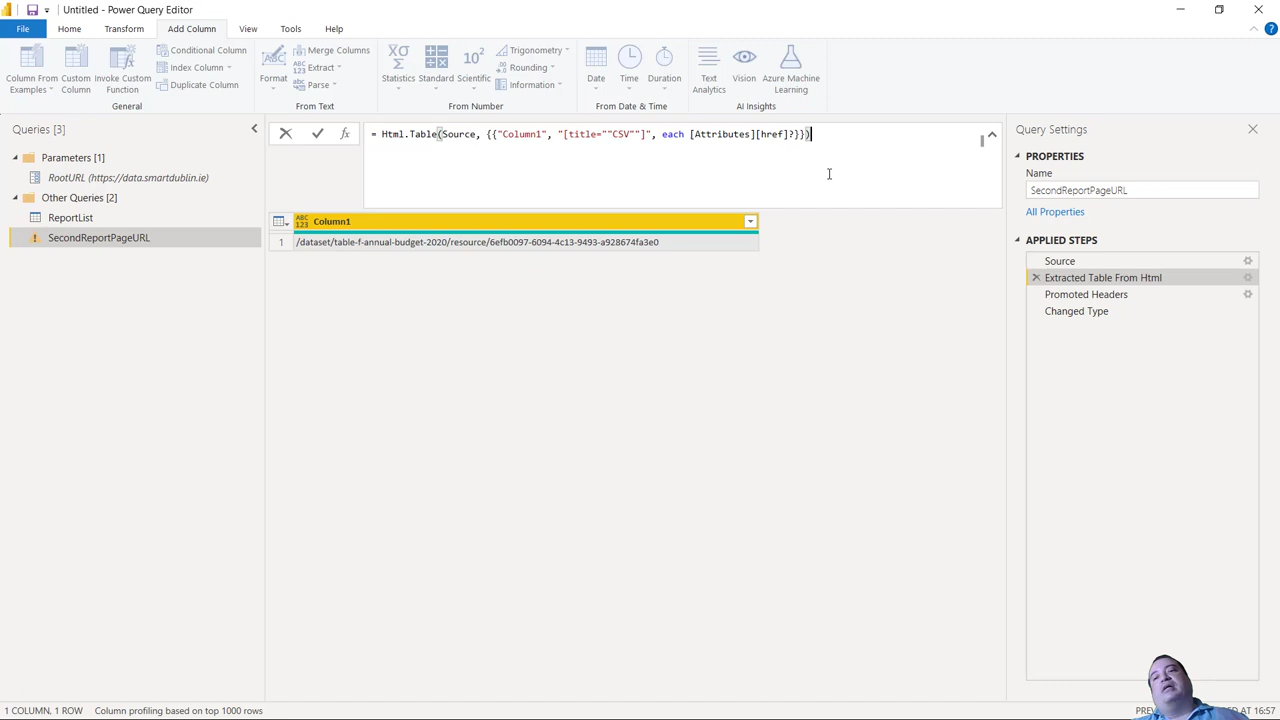 Untitled - Power Query Editor
File
Home
Transform
Add Column
View
Tools
Help
Column From Examples
Custom Column
Invoke Custom Function
Conditional Column
Index Column
Duplicate Column
General
Format
Merge Columns
Extract
Parse
From Text
Statistics
Standard
Scientific
Trigonometry
Rounding
Information
From Number
Date
Time
Duration
From Date & Time
Text Analytics
Vision
Azure Machine Learning
AI Insights
Queries [3]
Parameters [1]
RootURL (https://data.smartdublin.ie)
Other Queries [2]
ReportList
SecondReportPageURL
= Html.Table(Source, {{"Column1", "[title=""CSV""]", each [Attributes][href]?}})
ABC 123 Column1
1 /dataset/table-f-annual-budget-2020/resource/6efb0097-6094-4c13-9493-a928674fa3e0
Query Settings
PROPERTIES
Name
SecondReportPageURL
All Properties
APPLIED STEPS
Source
Extracted Table From Html
Promoted Headers
Changed Type
1 COLUMN, 1 ROW Column profiling based on top 1000 rows
AT 16:57